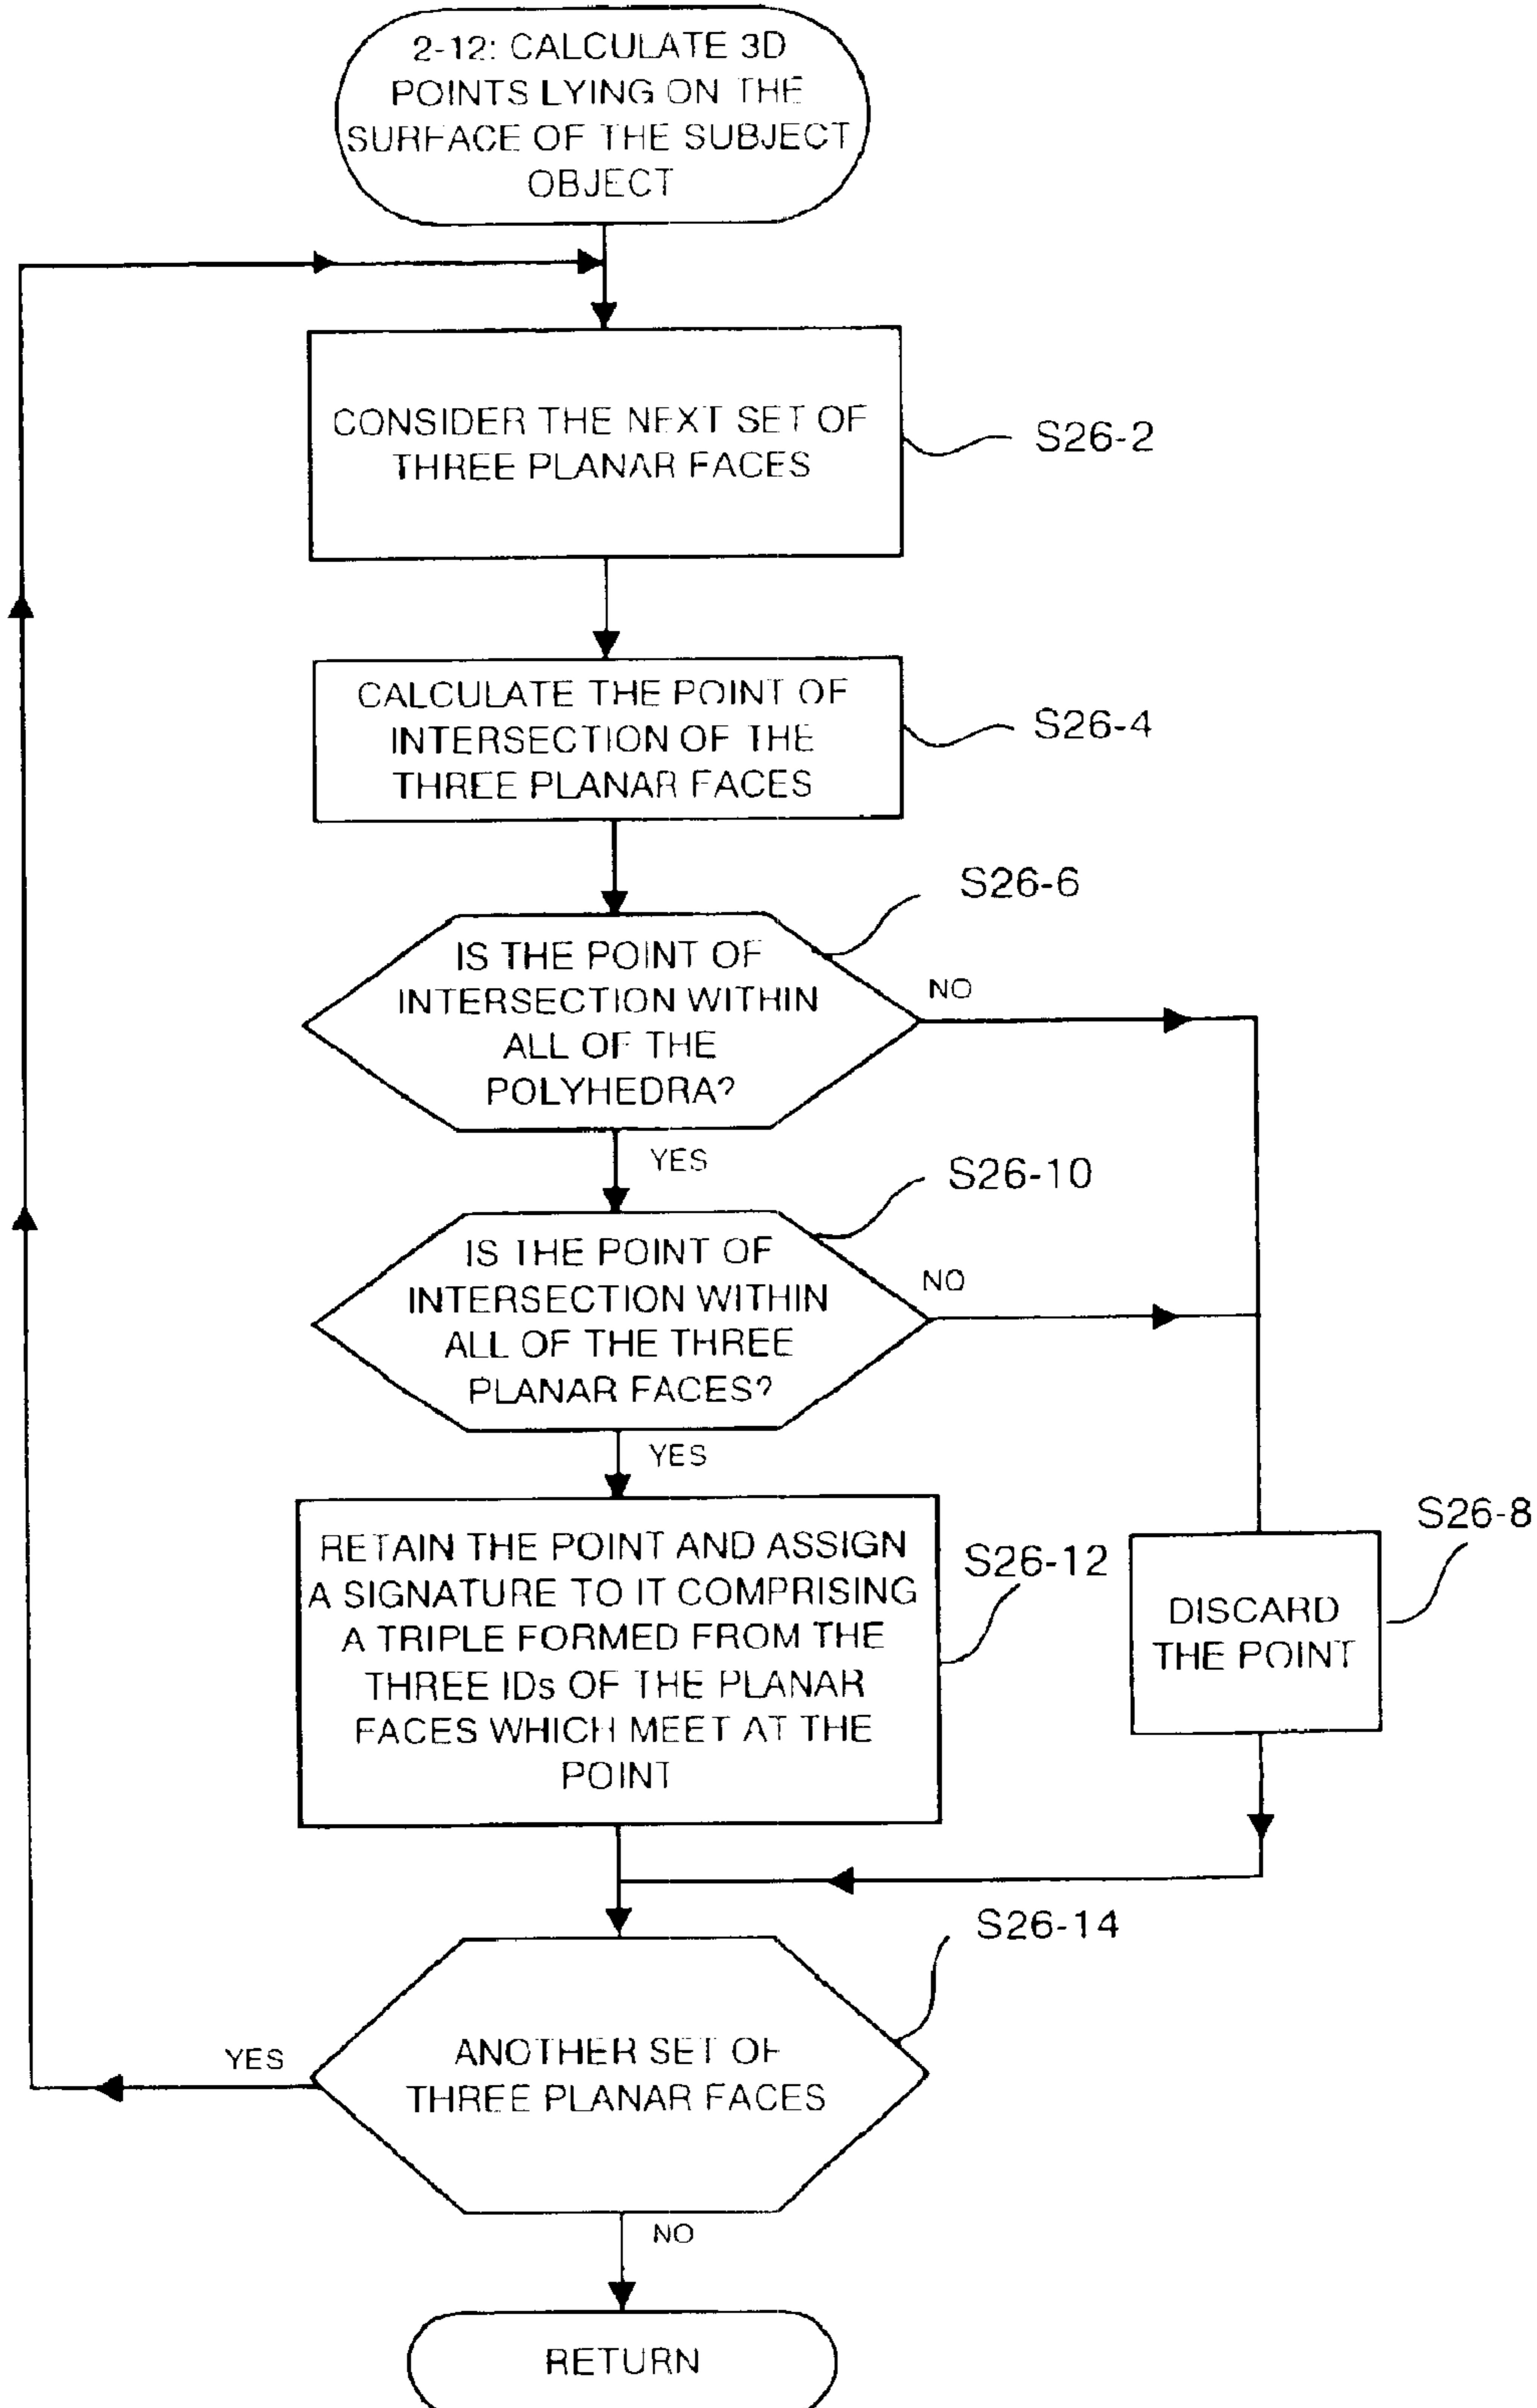 2-12: CALCULATE 3D
POINTS LYING ON THE
SURFACE OF THE SUBJECT
OBJECT
CONSIDER THE NEXT SET OF
THREE PLANAR FACES
S26-2
CALCULATE THE POINT OF
INTERSECTION OF THE
THREE PLANAR FACES
S26-4
S26-6
IS THE POINT OF
INTERSECTION WITHIN
ALL OF THE
POLYHEDRA?
NO
YES
S26-10
IS THE POINT OF
INTERSECTION WITHIN
ALL OF THE THREE
PLANAR FACES?
NO
YES
RETAIN THE POINT AND ASSIGN
A SIGNATURE TO IT COMPRISING
A TRIPLE FORMED FROM THE
THREE IDs OF THE PLANAR
FACES WHICH MEET AT THE
POINT
S26-12
S26-8
DISCARD
THE POINT
S26-14
ANOTHER SET OF
THREE PLANAR FACES
YES
NO
RETURN